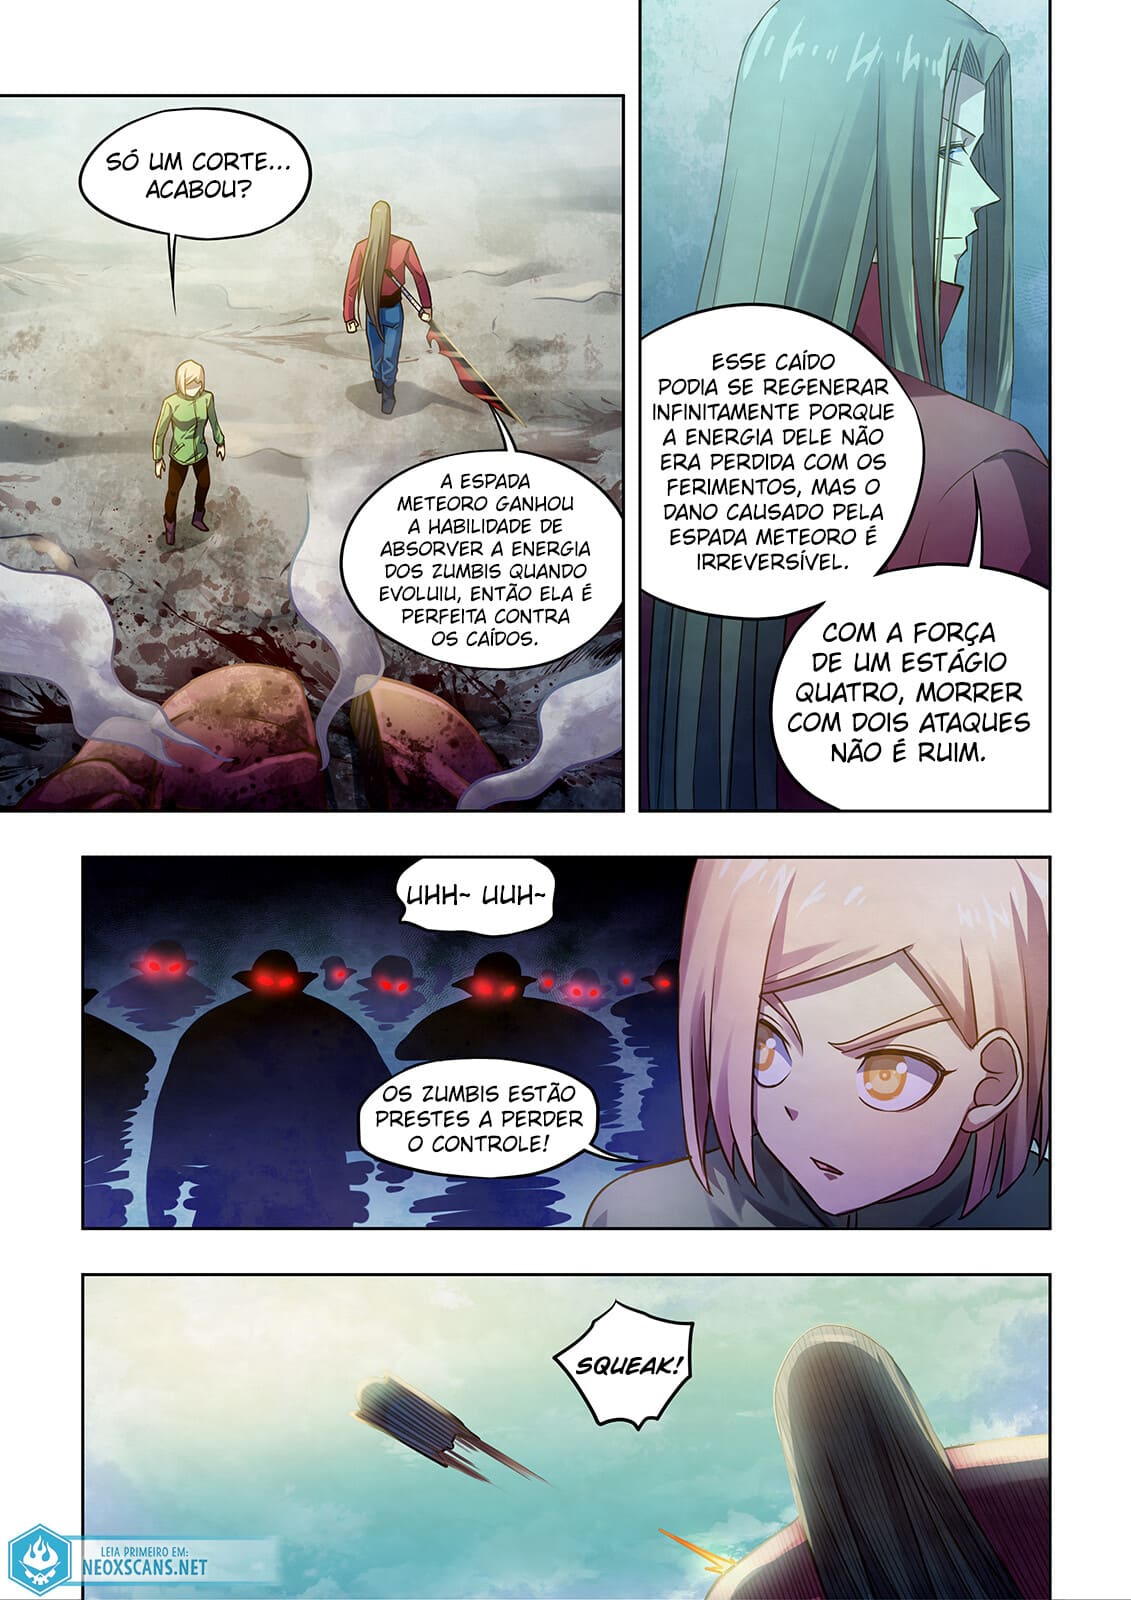 SÓ UM CORTE...
ACABOU?
A ESPADA
METEORO GANHOU
A HABILIDADE DE
ABSORVER A ENERGIA
DOS ZUMBIS QUANDO
EVOLUIU, ENTÃO ELA É
PERFEITA CONTRA
OS CAÍDOS.
ESSE CAÍDO
PODIA SE REGENERAR
INFINITAMENTE PORQUE
A ENERGIA DELE NÃO
ERA PERDIDA COM OS
FERIMENTOS, MAS O
DANO CAUSADO PELA
ESPADA METEORO É
IRREVERSÍVEL.
COM A FORÇA
DE UM ESTÁGIO
QUATRO, MORRER
COM DOIS ATAQUES
NÃO É RUIM.
UHH~ UUH~
OS ZUMBIS ESTÃO
PRESTES A PERDER
O CONTROLE!
SQUEAK!
LEIA PRIMEIRO EM:
NEOXSCANS.NET